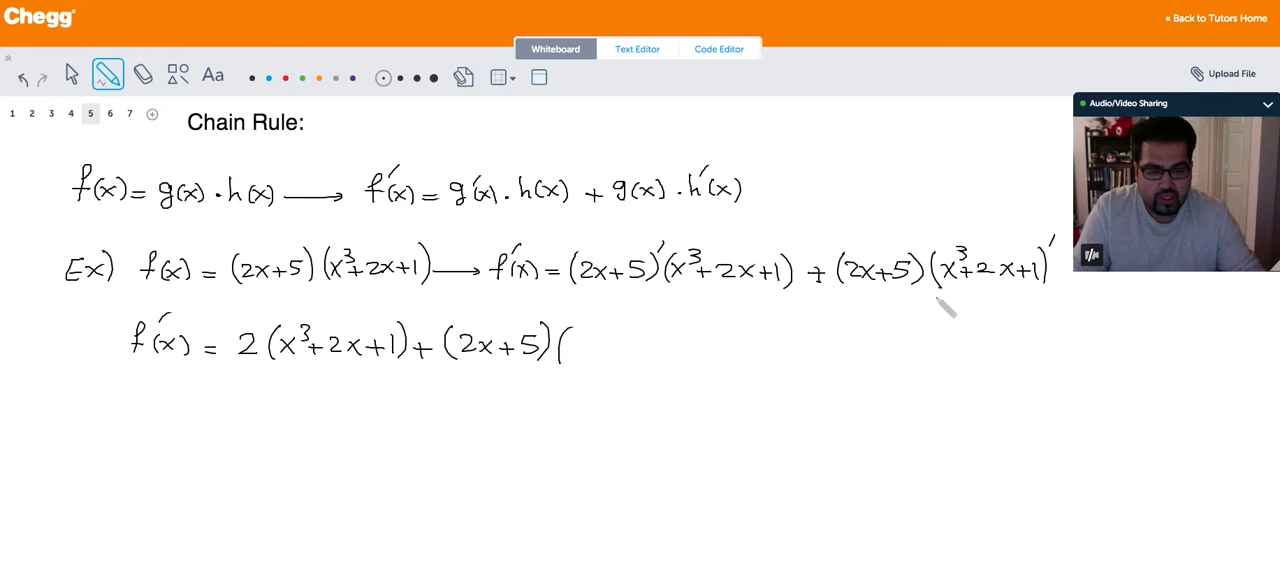 Chegg
« Back to Tutors Home
Whiteboard Text Editor Code Editor
Aa
Upload File
Audio/Video Sharing
1 2 3 4 5 6 7
Chain Rule:
f(x) = g(x) · h(x) ⟶ f′(x) = g′(x) · h(x) + g(x) · h′(x)
Ex) f(x) = (2x+5)(x³+2x+1) ⟶ f′(x) = (2x+5)′(x³+2x+1) + (2x+5)(x³+2x+1)′
f′(x) = 2(x³+2x+1) + (2x+5)(